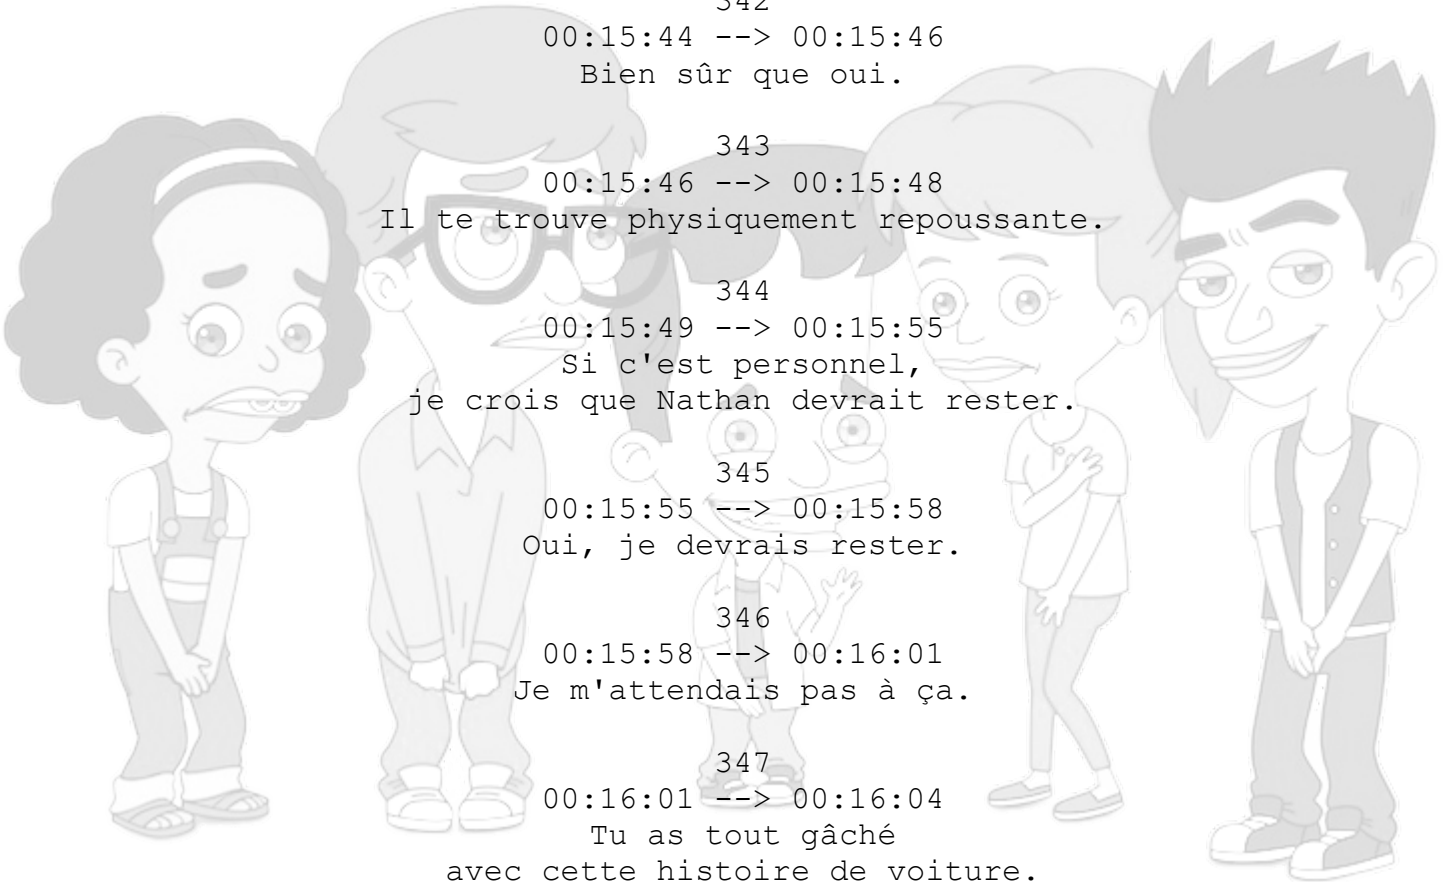 342
00:15:44 --> 00:15:46
Bien sûr que oui.
343
00:15:46 --> 00:15:48
Il te trouve physiquement repoussante.
344
00:15:49 --> 00:15:55
Si c'est personnel,
je crois que Nathan devrait rester.
345
00:15:55 --> 00:15:58
Oui, je devrais rester.
346
00:15:58 --> 00:16:01
Je m'attendais pas à ça.
347
00:16:01 --> 00:16:04
Tu as tout gâché
avec cette histoire de voiture.